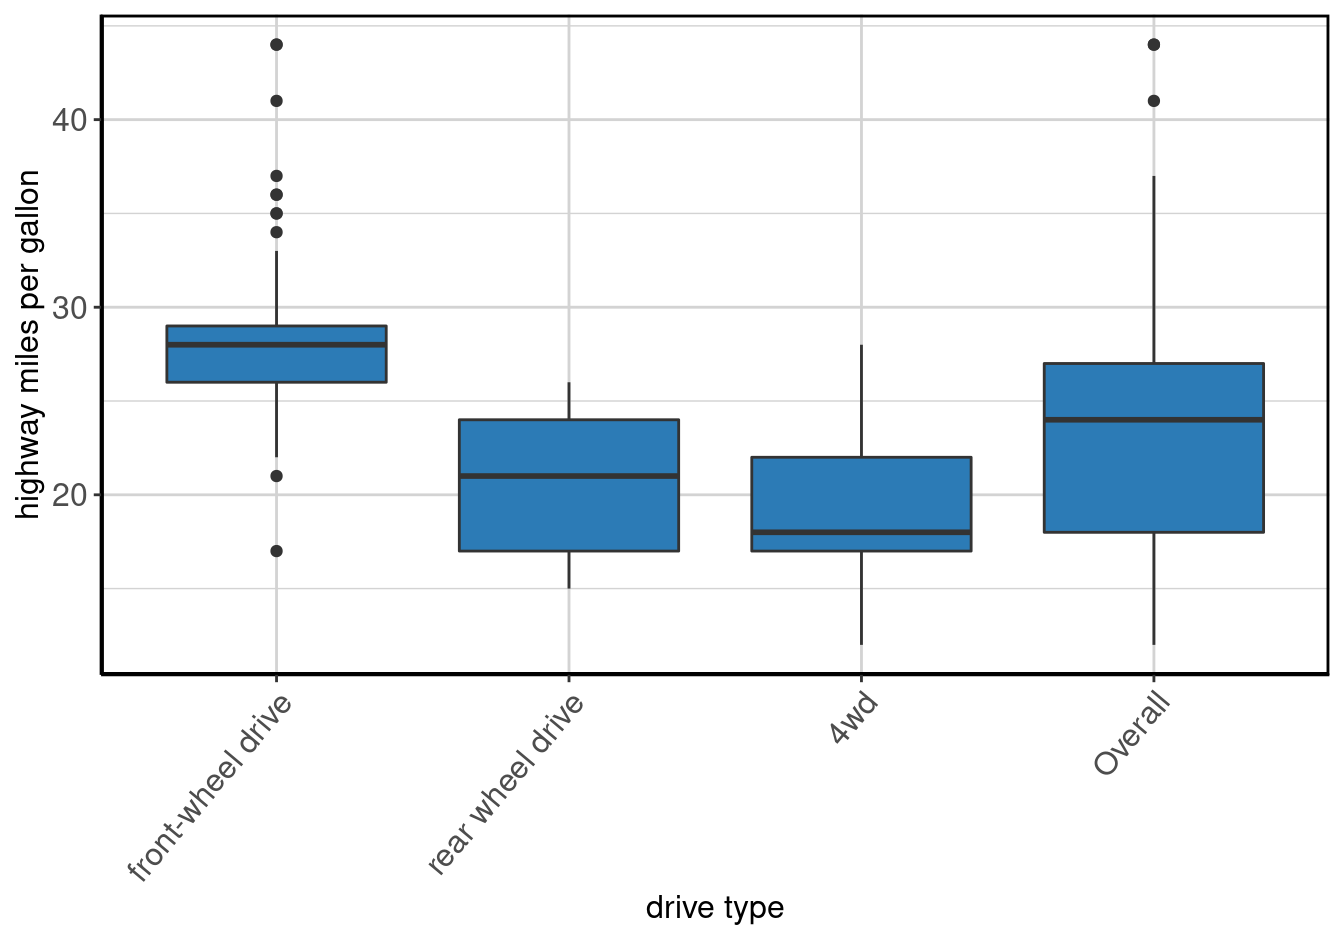 highway miles per gallon
40
30
20
front-wheel drive
rear wheel drive
4wd
Overall
drive type